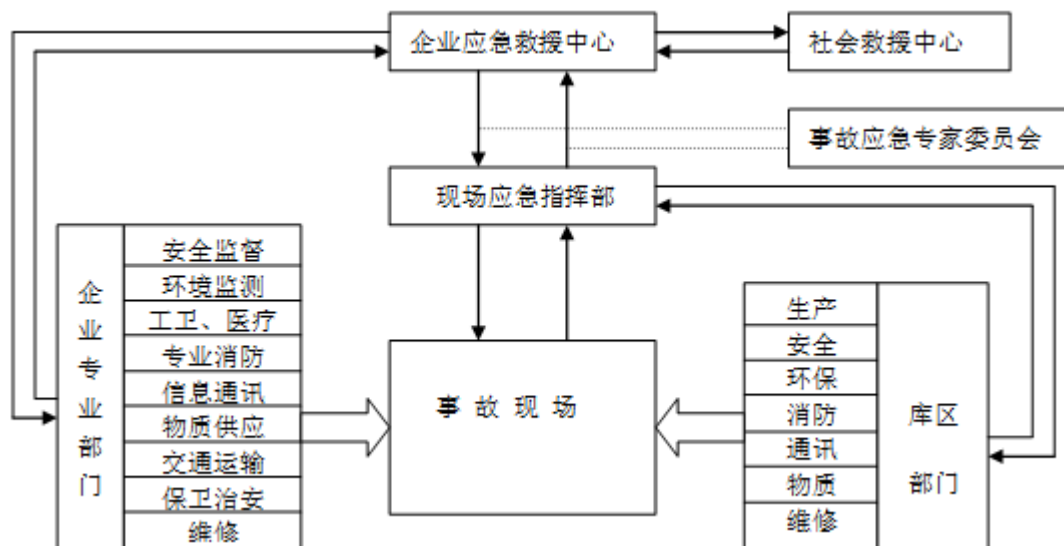 企业应急救援中心
社会救援中心
事故应急专家委员会
现场应急指挥部
企业专业部门
安全监督
环境监测
工卫、医疗
专业消防
信息通讯
物质供应
交通运输
保卫治安
维修
事故现场
生产
安全
环保
消防
通讯
物质
维修
库区
部门